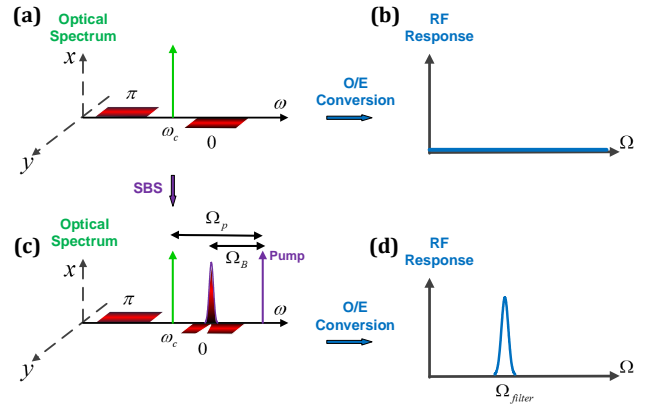 (a)
Optical
Spectrum
x
π
ω
ω_c
0
y
O/E
Conversion
(b)
RF
Response
Ω
SBS
(c)
Optical
Spectrum
Ω_p
Ω_B
Pump
x
π
ω
ω_c
0
y
O/E
Conversion
(d)
RF
Response
Ω
Ω_filter